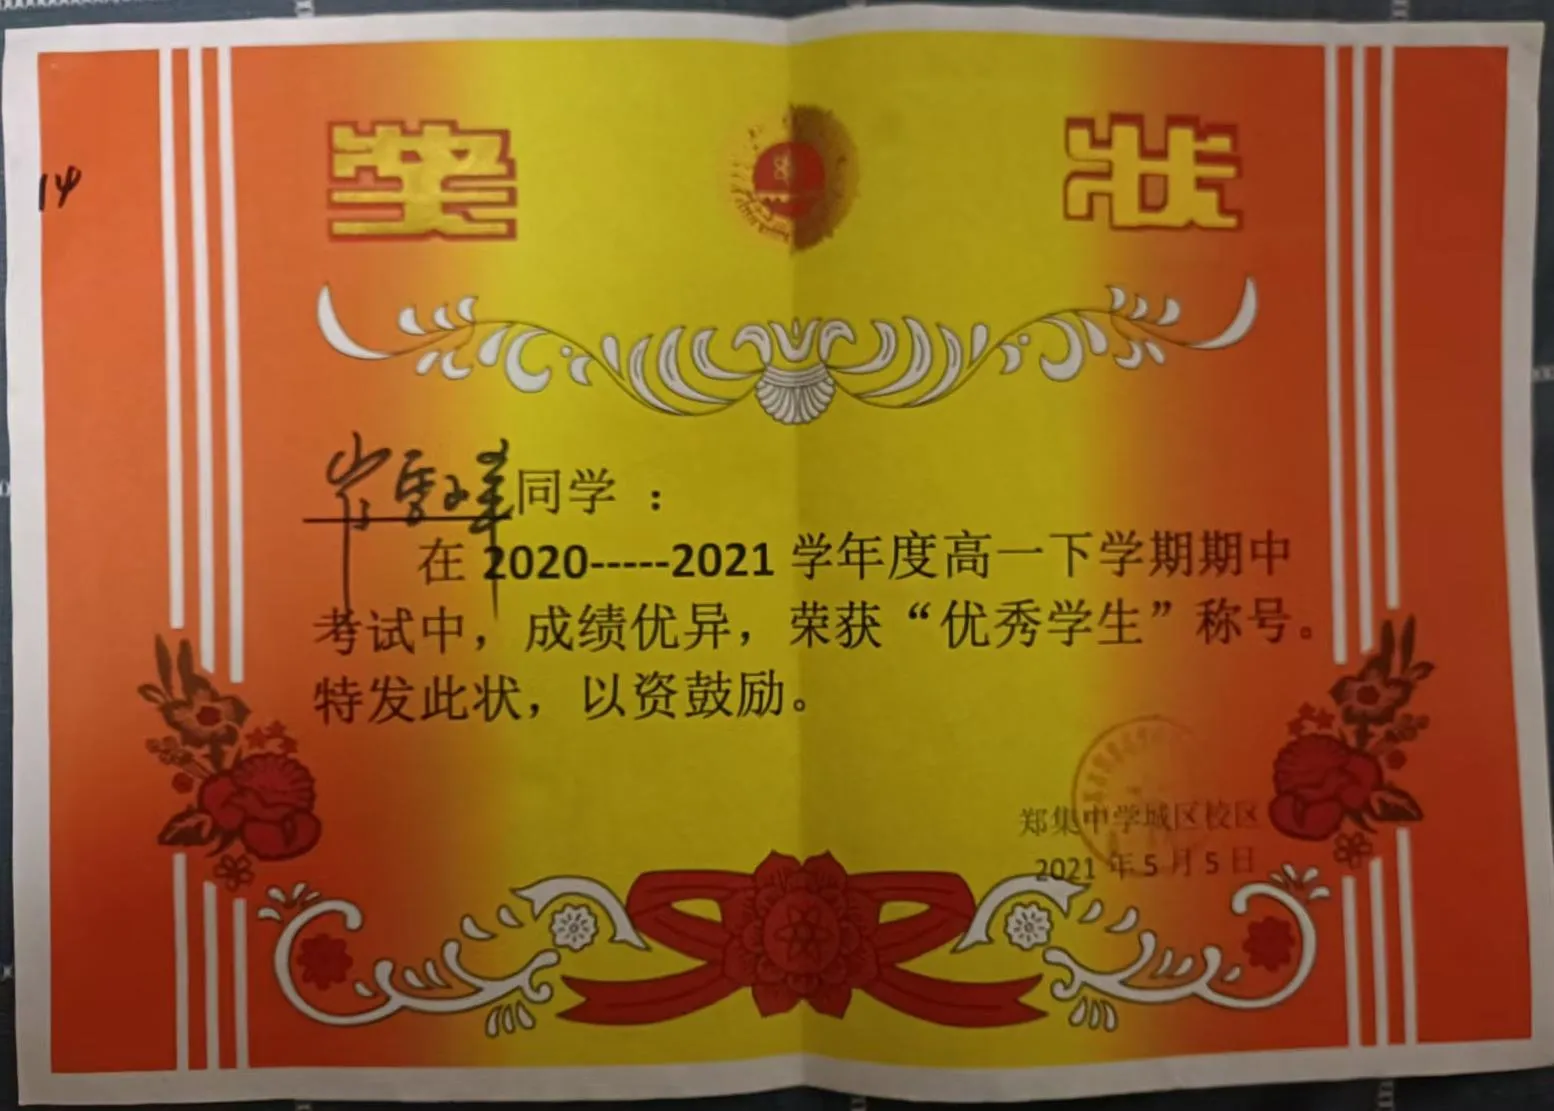 奖状
14
同学 ：
在 2020-----2021 学年度高一下学期期中
考试中，成绩优异，荣获“优秀学生”称号。
特发此状，以资鼓励。
郑集中学城区校区
2021 年 5 月 5 日